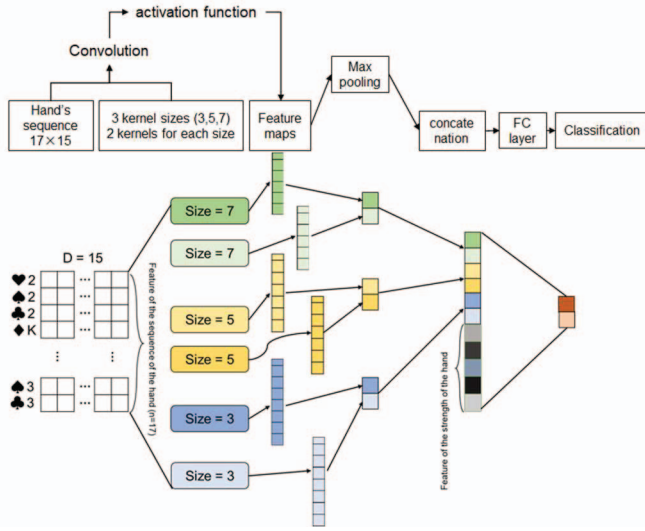 activation function
Convolution
Max
pooling
Hand's
sequence
17×15
3 kernel sizes (3,5,7)
2 kernels for each size
Feature
maps
concate
nation
FC
layer
Classification
Size = 7
Size = 7
D = 15
♥2
♠2
♣2
♦K
...
...
...
...
Size = 5
Size = 5
...
...
♠3
♣3
...
...
Size = 3
Size = 3
Feature of the sequence of the hand (n=17)
Feature of the strength of the hand